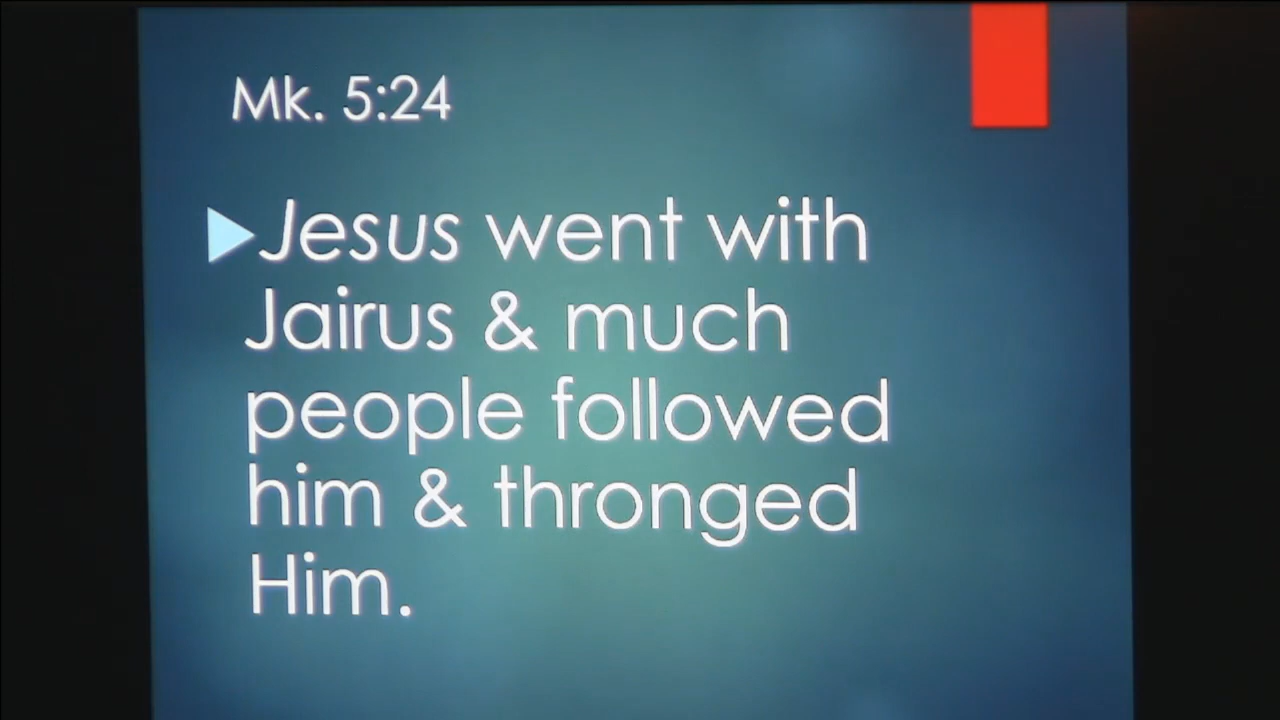 Mk. 5:24
Jesus went with
Jairus & much
people followed
him & thronged
Him.